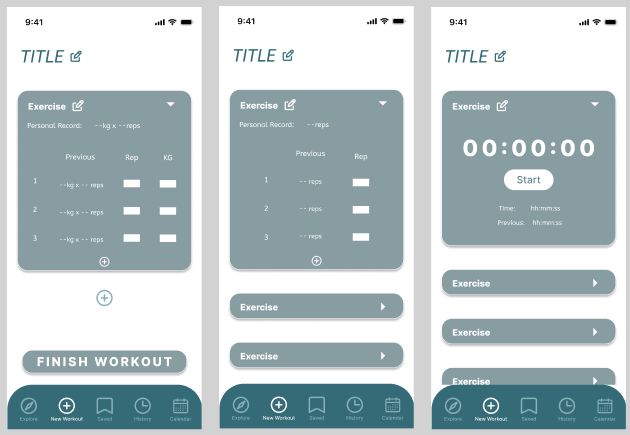 9:41
TITLE
Exercise
Personal Record: --kg x --reps
Previous Rep KG
1 --kg x -- reps
2 --kg x -- reps
3 --kg x -- reps
FINISH WORKOUT
Explore New Workout Saved History Calendar
9:41
TITLE
Exercise
Personal Record: --reps
Previous Rep
1 -- reps
2 -- reps
3 -- reps
Exercise
Exercise
Explore New Workout Saved History Calendar
9:41
TITLE
Exercise
00:00:00
Start
Time: hh:mm:ss
Previous: hh:mm:ss
Exercise
Exercise
Exercise
Explore New Workout Saved History Calendar